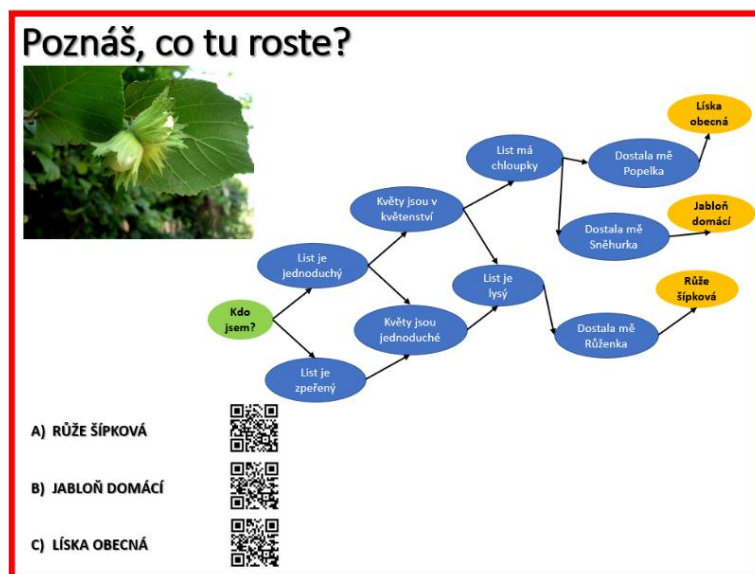 Poznáš, co tu roste?
Líska
obecná
List má
chloupky
Dostala mě
Popelka
Květy jsou v
květenství
Jabloň
domácí
Dostala mě
Sněhurka
List je
jednoduchý
List je
lysý
Růže
šípková
Kdo
jsem?
Květy jsou
jednoduché
Dostala mě
Růženka
List je
zpeřený
A) RŮŽE ŠÍPKOVÁ
B) JABLOŇ DOMÁCÍ
C) LÍSKA OBECNÁ